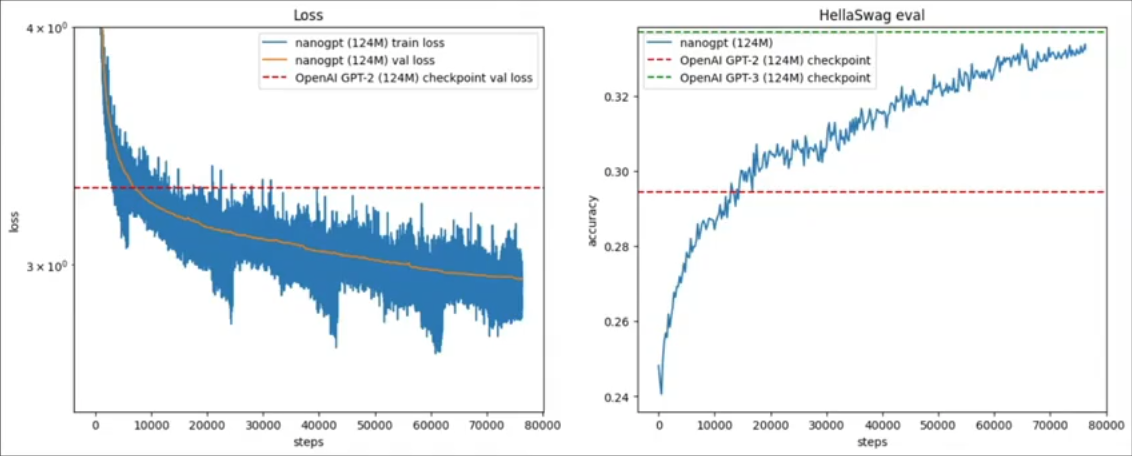 Loss
4 × 10⁰
3 × 10⁰
loss
nanogpt (124M) train loss
nanogpt (124M) val loss
OpenAI GPT-2 (124M) checkpoint val loss
0 10000 20000 30000 40000 50000 60000 70000 80000
steps
HellaSwag eval
nanogpt (124M)
OpenAI GPT-2 (124M) checkpoint
OpenAI GPT-3 (124M) checkpoint
0.32
0.30
0.28
0.26
0.24
accuracy
0 10000 20000 30000 40000 50000 60000 70000 80000
steps